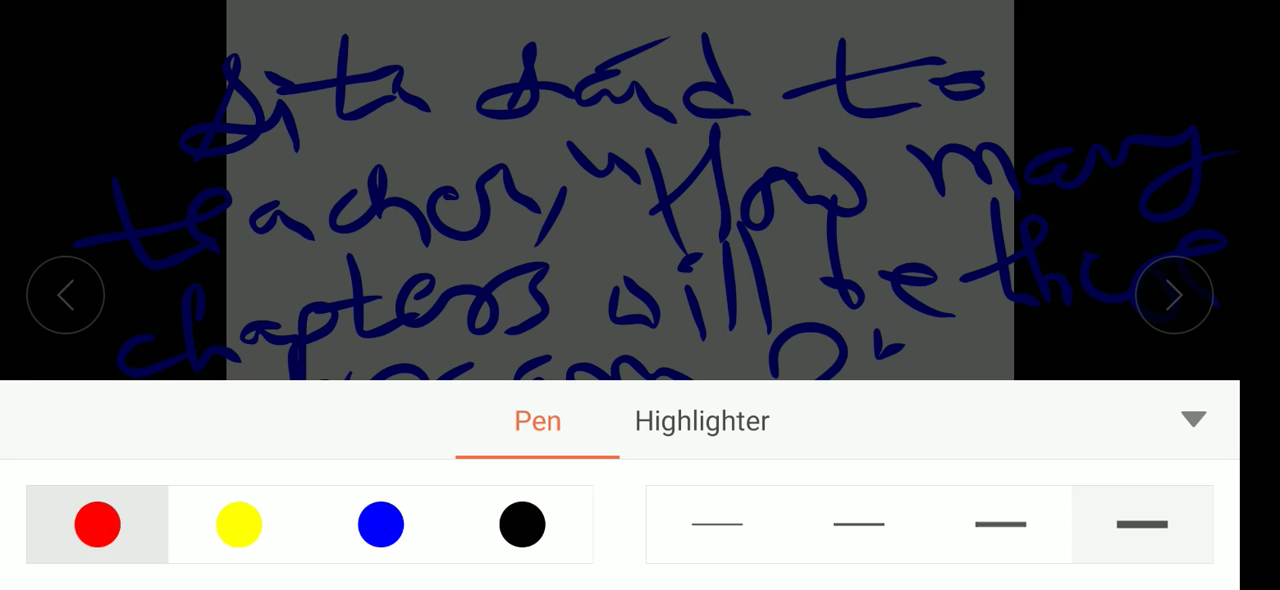 Sita said to
teacher, "How many
chapters will be there
?"
Pen Highlighter